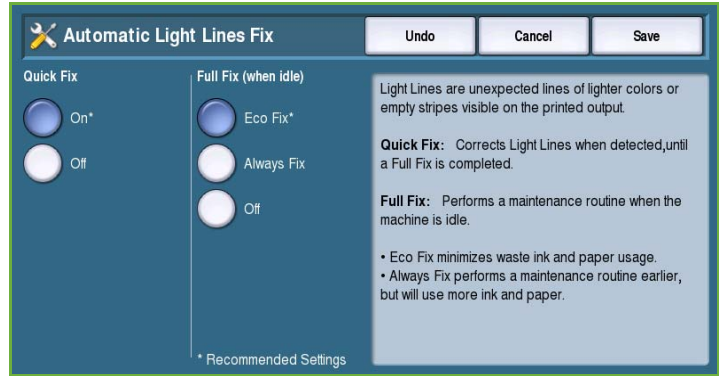 Automatic Light Lines Fix
Undo
Cancel
Save
Quick Fix
On*
Off
Full Fix (when idle)
Eco Fix*
Always Fix
Off
* Recommended Settings
Light Lines are unexpected lines of lighter colors or
empty stripes visible on the printed output.
Quick Fix: Corrects Light Lines when detected,until
a Full Fix is completed.
Full Fix: Performs a maintenance routine when the
machine is idle.
• Eco Fix minimizes waste ink and paper usage.
• Always Fix performs a maintenance routine earlier,
but will use more ink and paper.